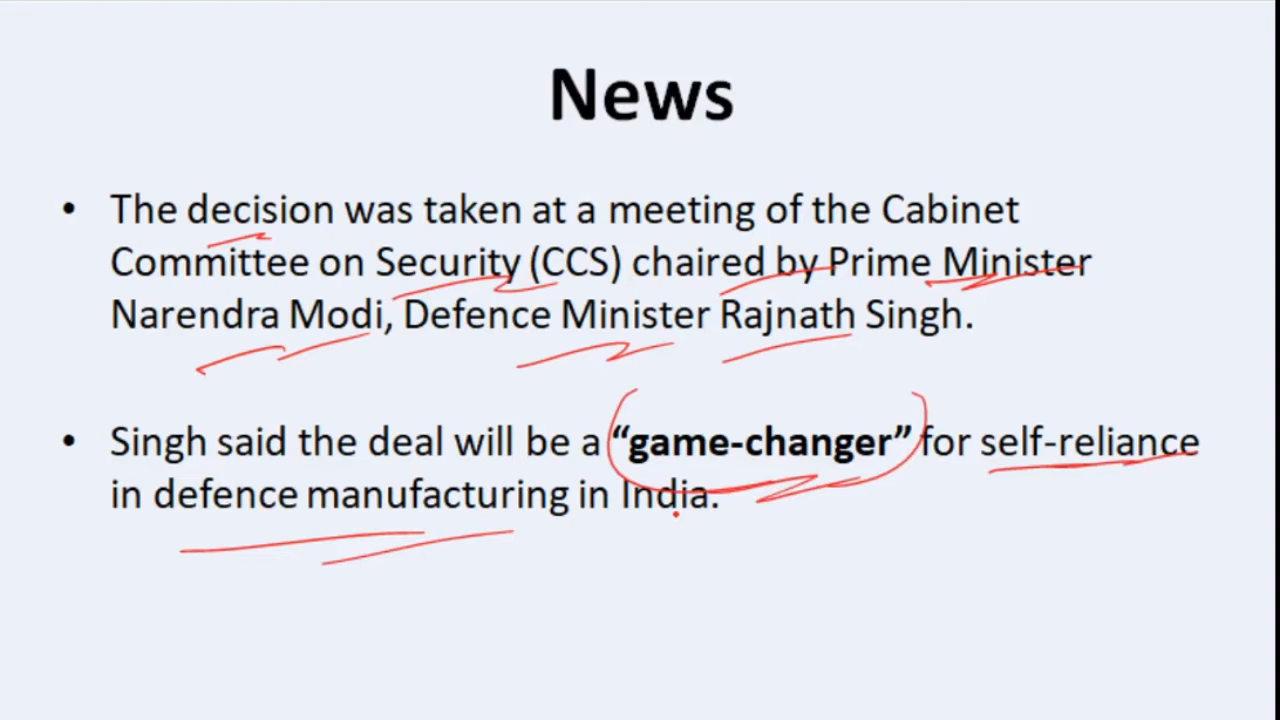 News
• The decision was taken at a meeting of the Cabinet
Committee on Security (CCS) chaired by Prime Minister
Narendra Modi, Defence Minister Rajnath Singh.
• Singh said the deal will be a “game-changer” for self-reliance
in defence manufacturing in India.